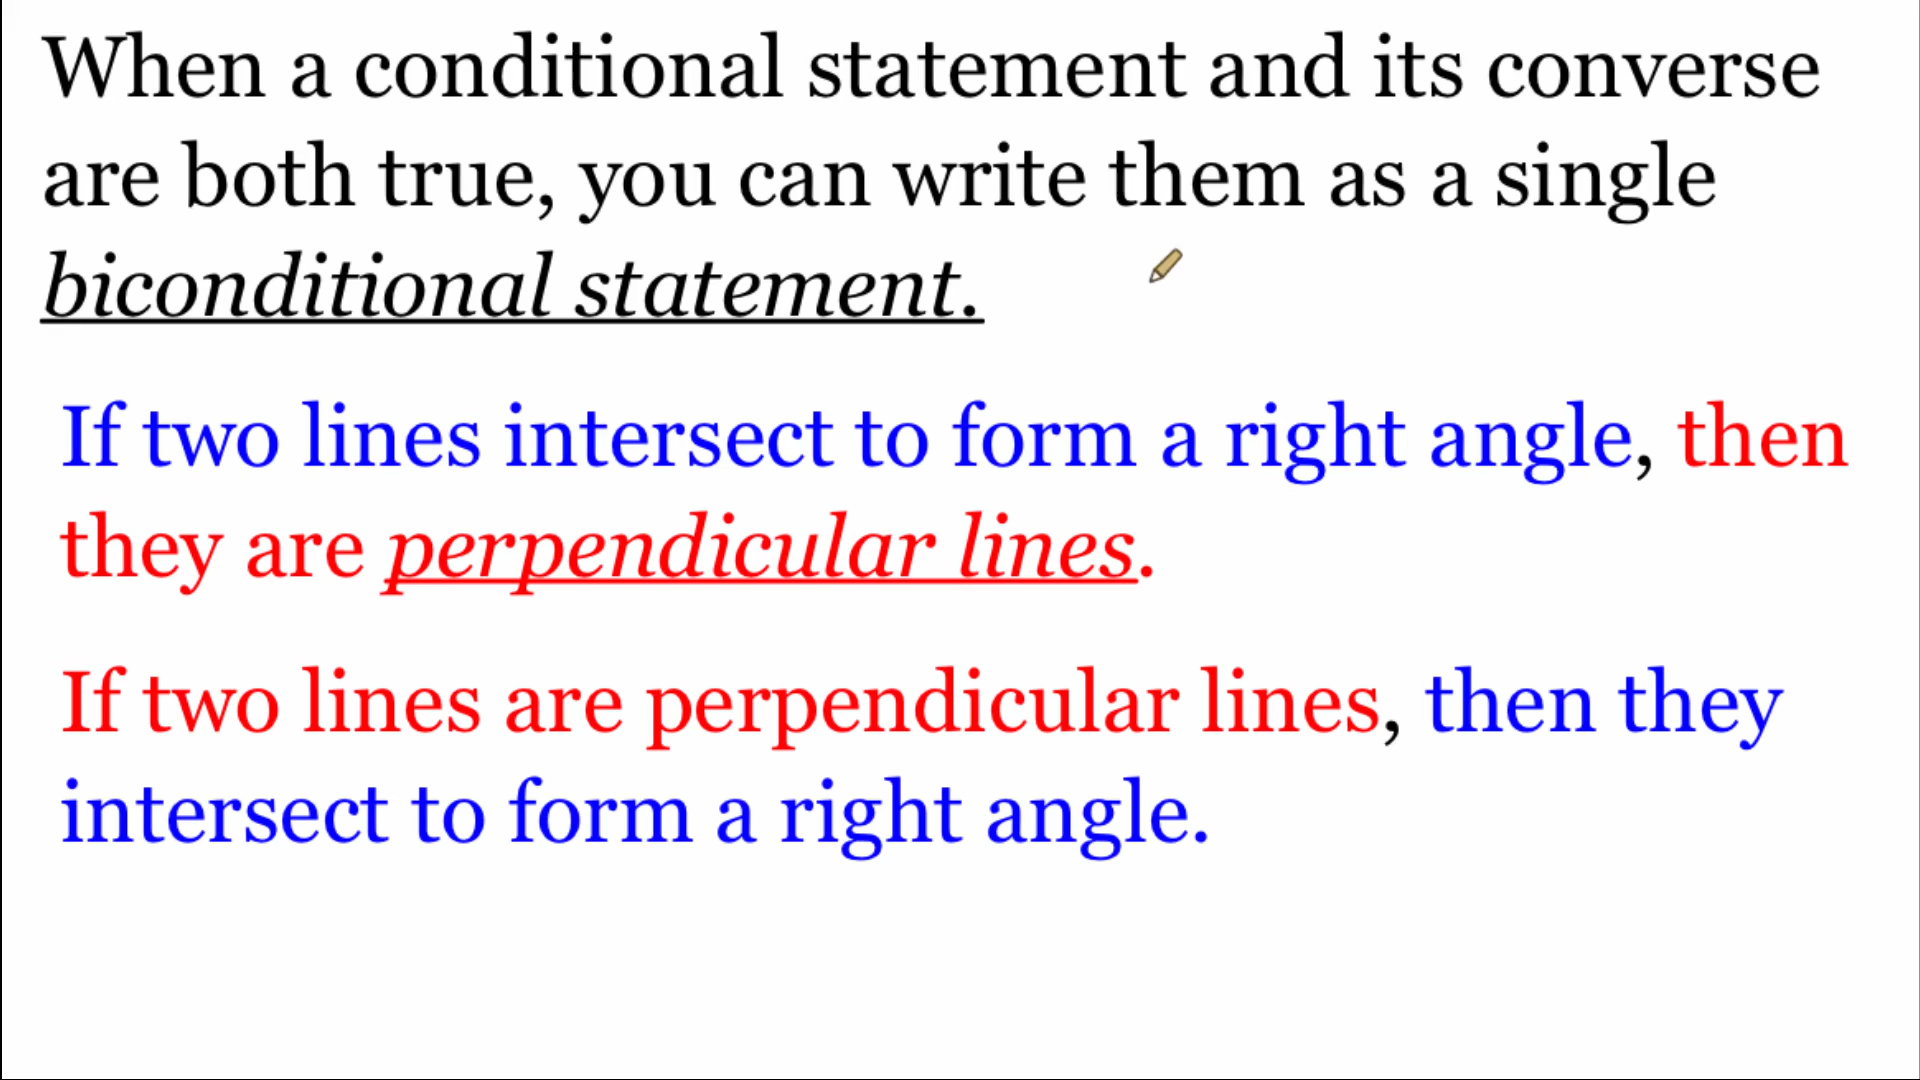 When a conditional statement and its converse
are both true, you can write them as a single
biconditional statement.
If two lines intersect to form a right angle, then
they are perpendicular lines.
If two lines are perpendicular lines, then they
intersect to form a right angle.